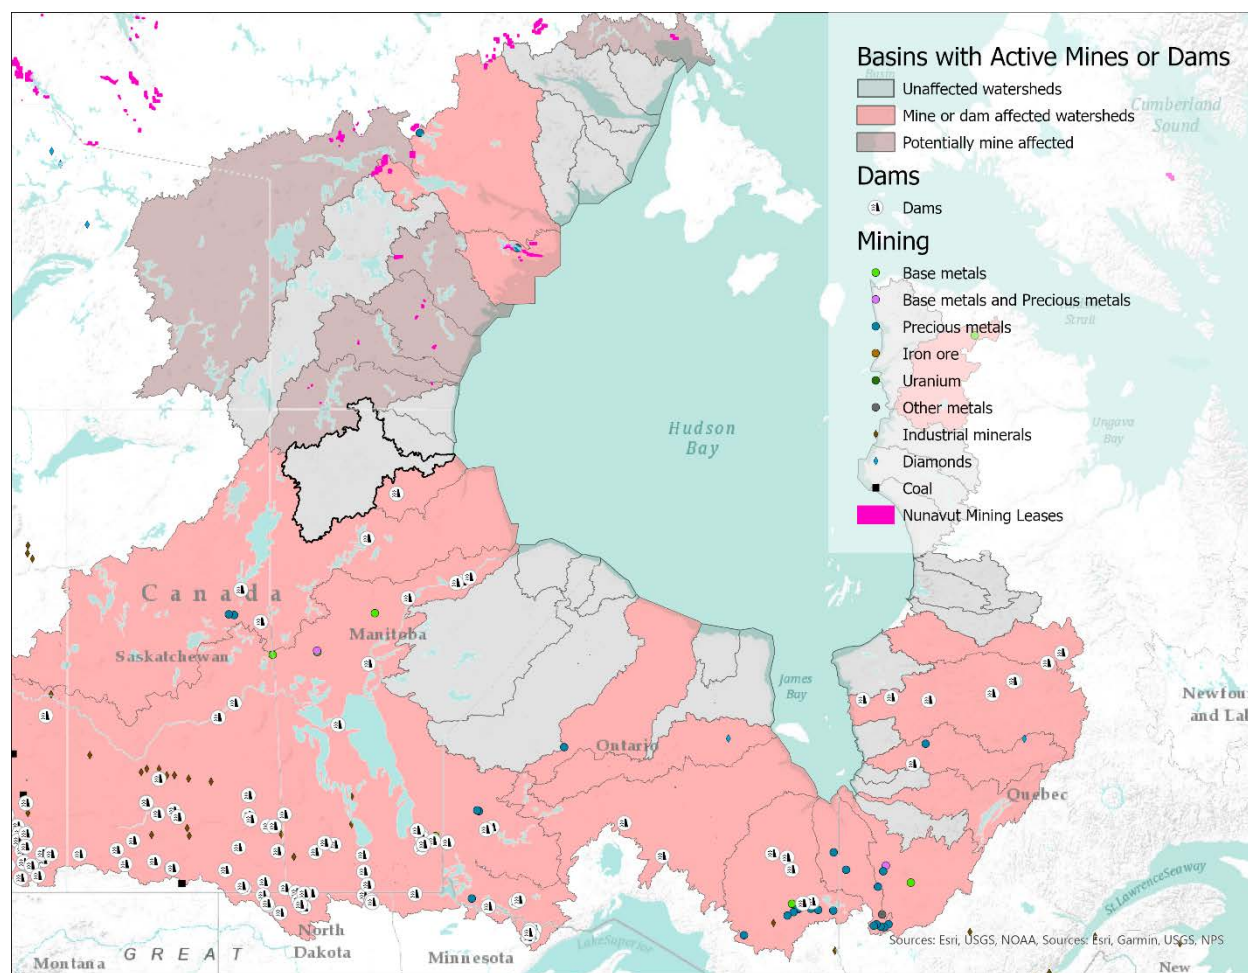 Basins with Active Mines or Dams
Unaffected watersheds
Mine or dam affected watersheds
Potentially mine affected
Dams
Dams
Mining
Base metals
Base metals and Precious metals
Precious metals
Iron ore
Uranium
Other metals
Industrial minerals
Diamonds
Coal
Nunavut Mining Leases
Basin
Cumberland
Sound
Strait
Ungava
Bay
Hudson
Bay
Canada
Manitoba
Saskatchewan
James
Bay
Newfou
and Lab
Ontario
Quebec
St. Lawrence Seaway
North
Dakota
Lake Superior
Sources: Esri, USGS, NOAA, Sources: Esri, Garmin, USGS, NPS
GREAT
Minnesota
Montana
New